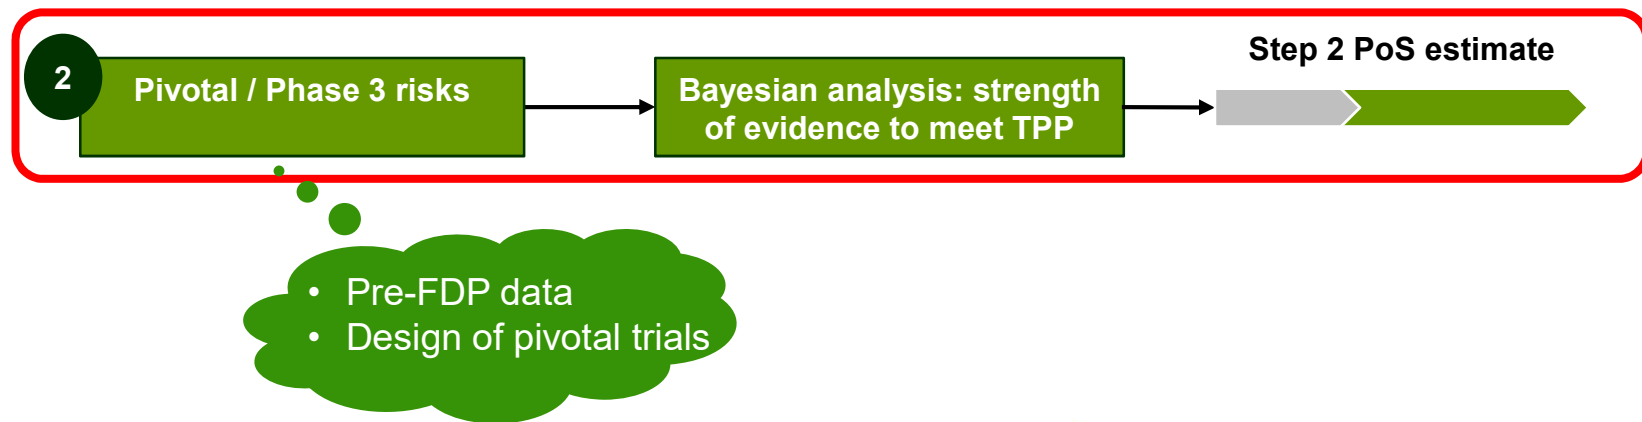 2
Pivotal / Phase 3 risks
Bayesian analysis: strength
of evidence to meet TPP
Step 2 PoS estimate
• Pre-FDP data
• Design of pivotal trials